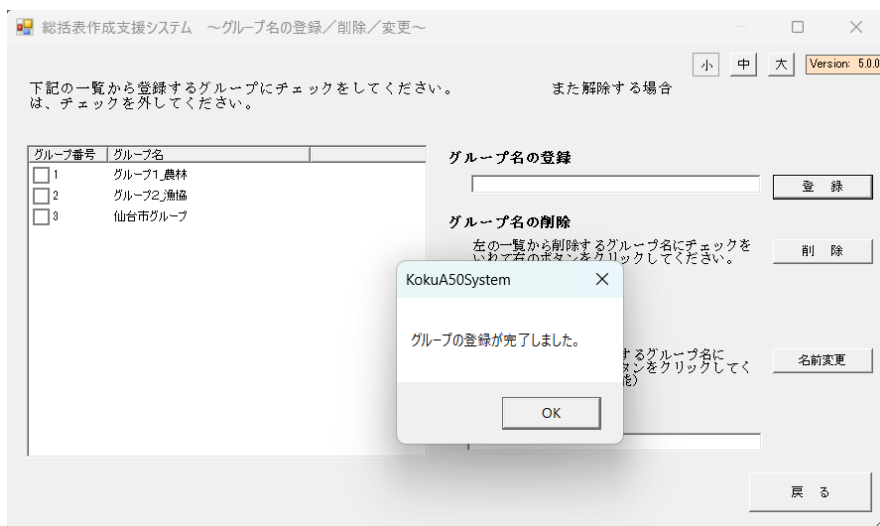 総括表作成支援システム ～グループ名の登録／削除／変更～
小 中 大 Version: 5.0.0
下記の一覧から登録するグループにチェックをしてください。 また解除する場合
は、チェックを外してください。
グループ番号 グループ名
1 グループ1_農林
2 グループ2_漁協
3 仙台市グループ
グループ名の登録
登 録
グループ名の削除
左の一覧から削除するグループ名にチェックを
いれて右のボタンをクリックしてください。
削 除
KokuA50System
グループの登録が完了しました。
OK
するグループ名に
タンをクリックしてく
能）
名前変更
戻 る